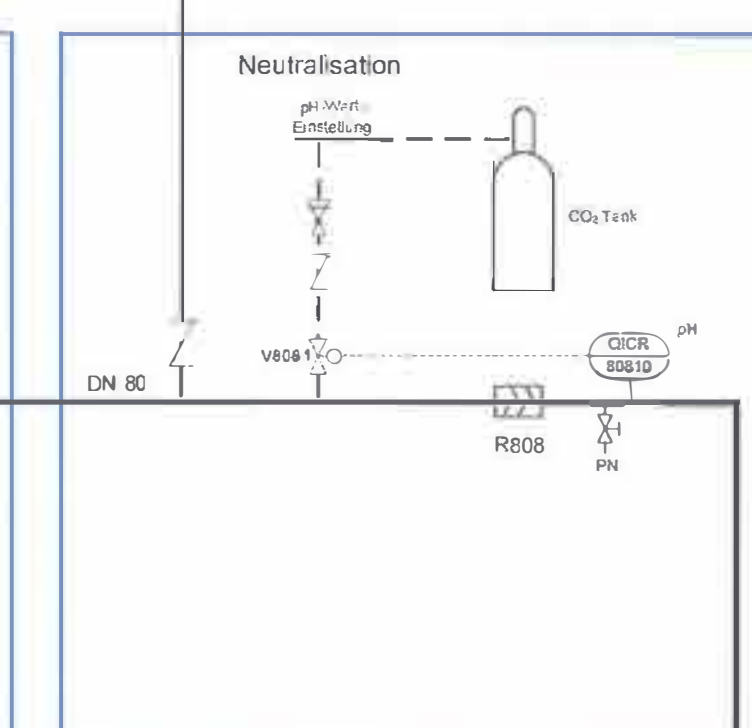 Neutralisation
pH-Wert
Einstellung
CO₂ Tank
V8081
QICR
80810
pH
DN 80
R808
PN